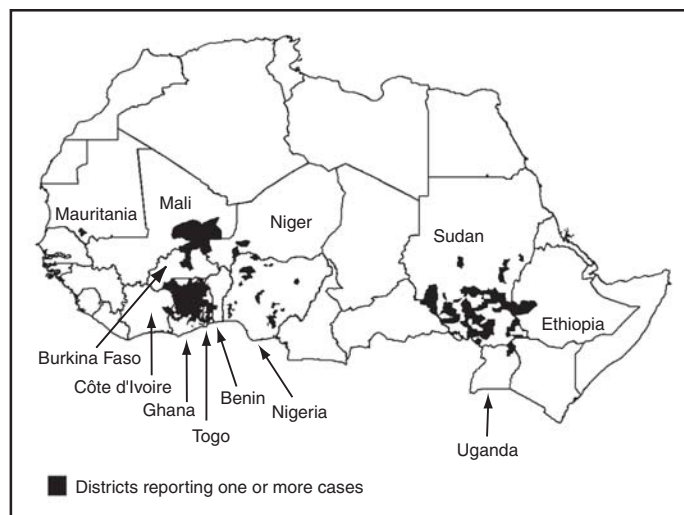 Mali
Mauritania
Niger
Sudan
Ethiopia
Burkina Faso
Côte d'Ivoire
Ghana
Togo
Benin
Nigeria
Uganda
Districts reporting one or more cases